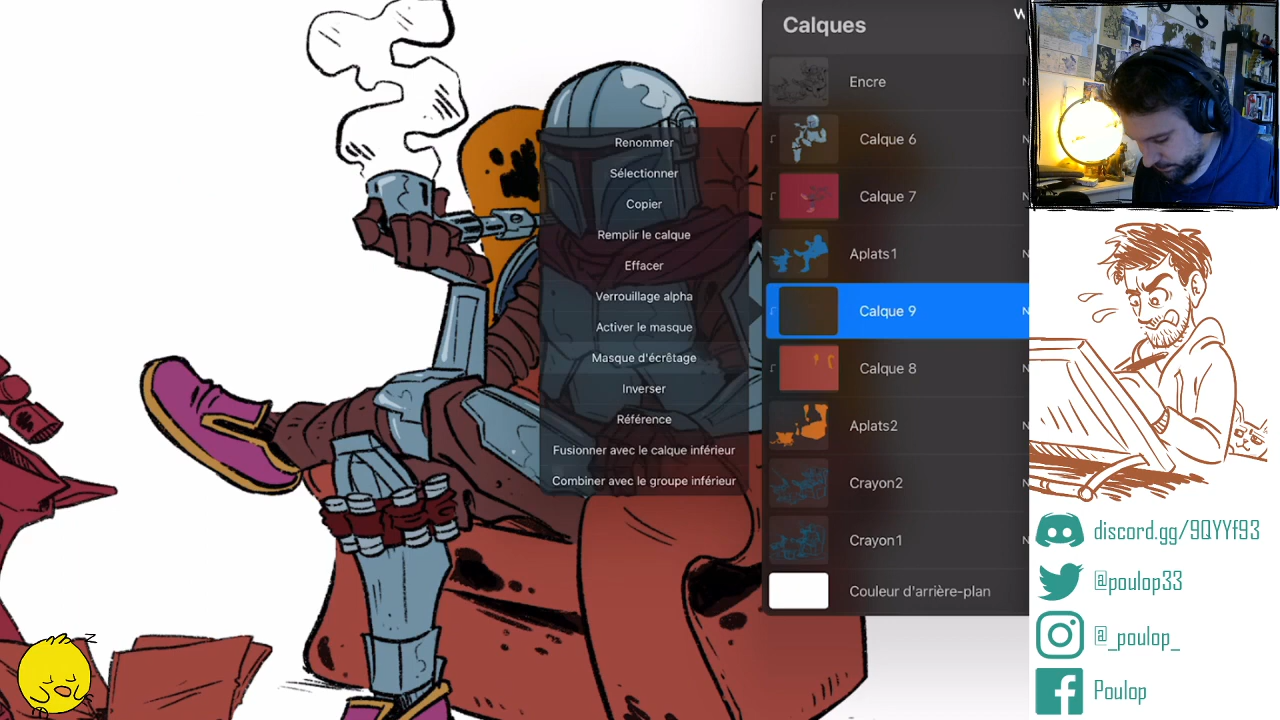 Calques
Encre
Calque 6
Calque 7
Aplats1
Calque 9
Calque 8
Aplats2
Crayon2
Crayon1
Couleur d'arrière-plan
Renommer
Sélectionner
Copier
Remplir le calque
Effacer
Verrouillage alpha
Activer le masque
Masque d'écrêtage
Inverser
Référence
Fusionner avec le calque inférieur
Combiner avec le groupe inférieur
discord.gg/9QYYf93
@poulop33
@_poulop_
Poulop
z